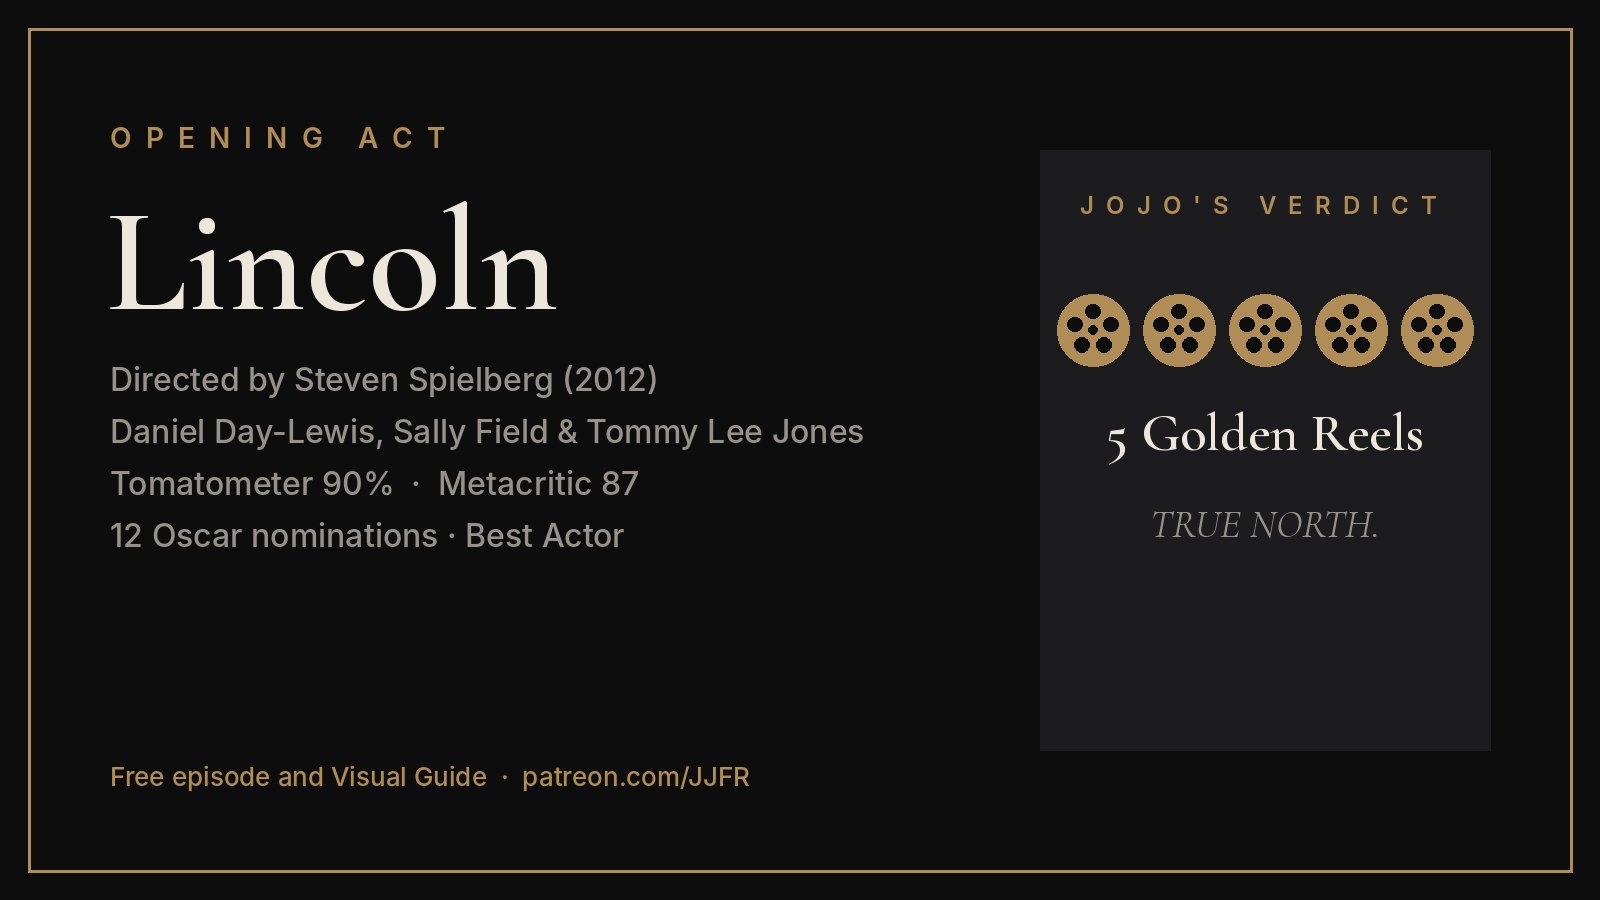 OPENING ACT
Lincoln
Directed by Steven Spielberg (2012)
Daniel Day-Lewis, Sally Field & Tommy Lee Jones
Tomatometer 90% · Metacritic 87
12 Oscar nominations · Best Actor
Free episode and Visual Guide · patreon.com/JJFR
JOJO'S VERDICT
5 Golden Reels
TRUE NORTH.